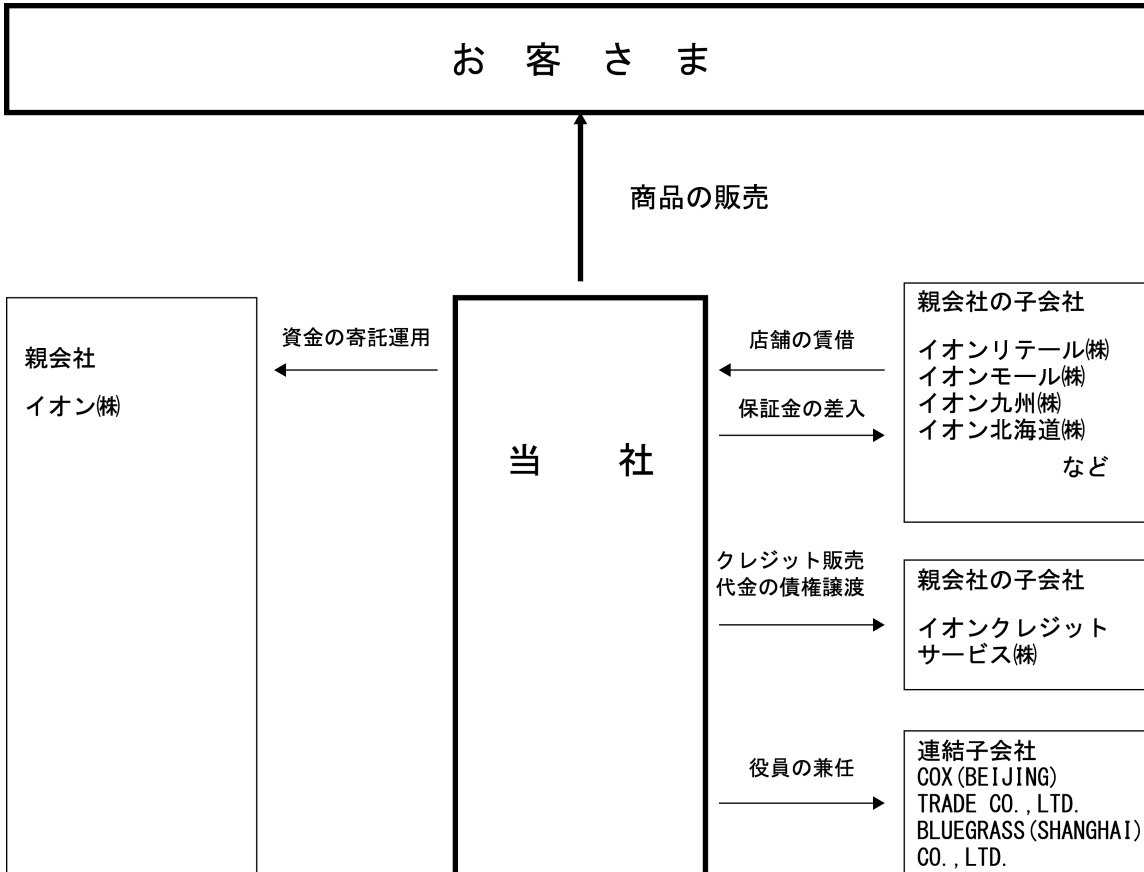 お 客 さ ま
商品の販売
親会社
イオン㈱
資金の寄託運用
当 社
店舗の賃借
保証金の差入
親会社の子会社
イオンリテール㈱
イオンモール㈱
イオン九州㈱
イオン北海道㈱
など
クレジット販売
代金の債権譲渡
親会社の子会社
イオンクレジット
サービス㈱
役員の兼任
連結子会社
COX(BEIJING)
TRADE CO.,LTD.
BLUEGRASS(SHANGHAI)
CO.,LTD.